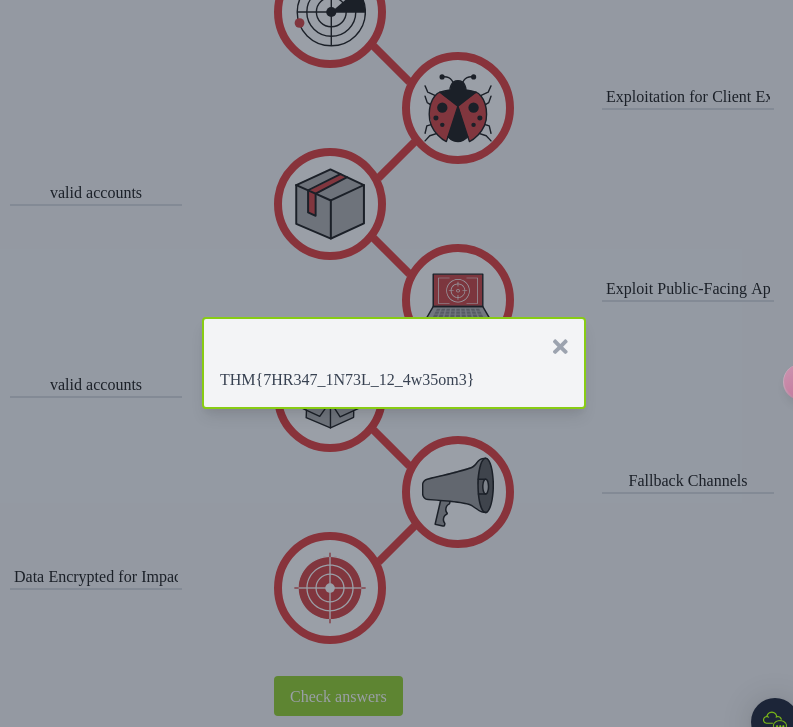 Exploitation for Client Ex
valid accounts
Exploit Public-Facing Ap
THM{7HR347_1N73L_12_4w35om3}
valid accounts
Fallback Channels
Data Encrypted for Impac
Check answers